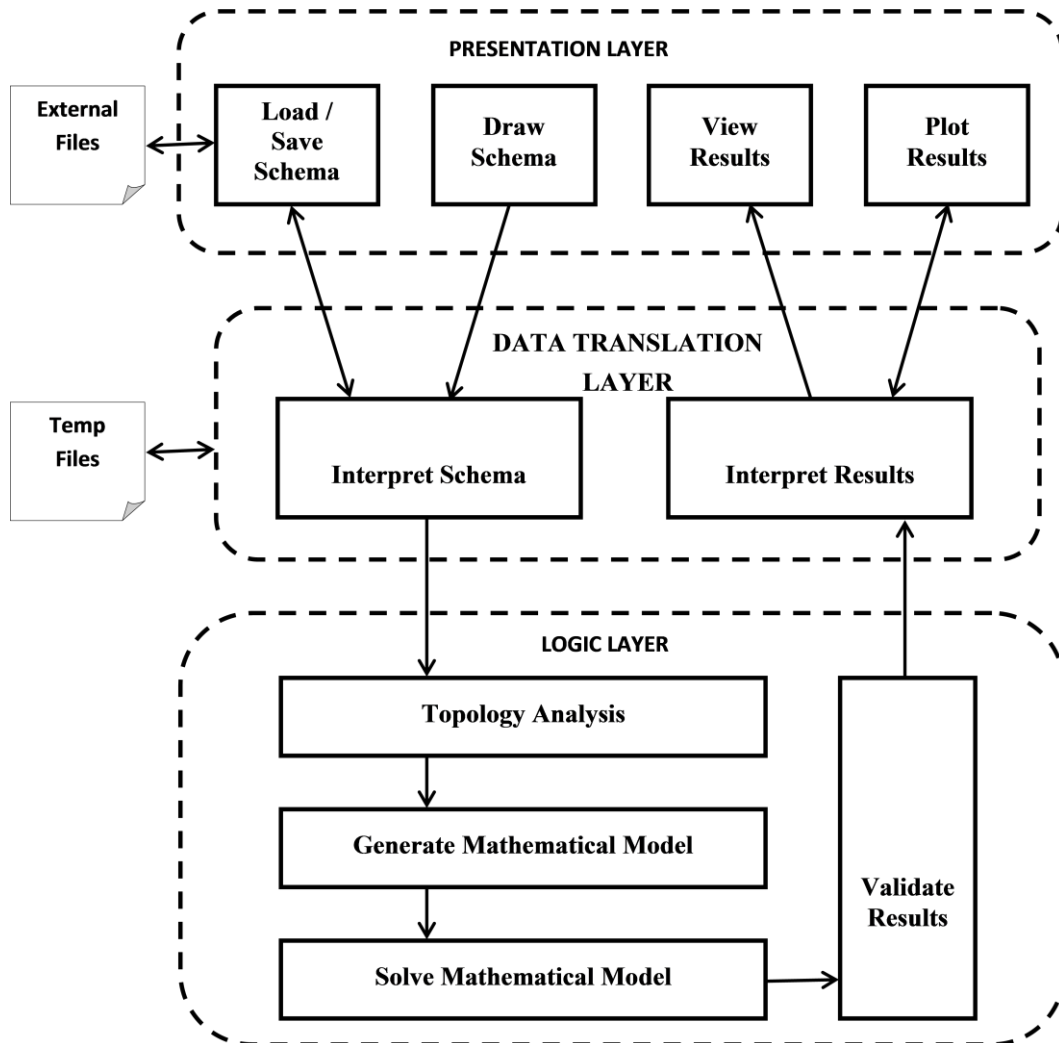 PRESENTATION LAYER
External
Files
Load /
Save
Schema
Draw
Schema
View
Results
Plot
Results
DATA TRANSLATION
LAYER
Temp
Files
Interpret Schema
Interpret Results
LOGIC LAYER
Topology Analysis
Generate Mathematical Model
Solve Mathematical Model
Validate
Results